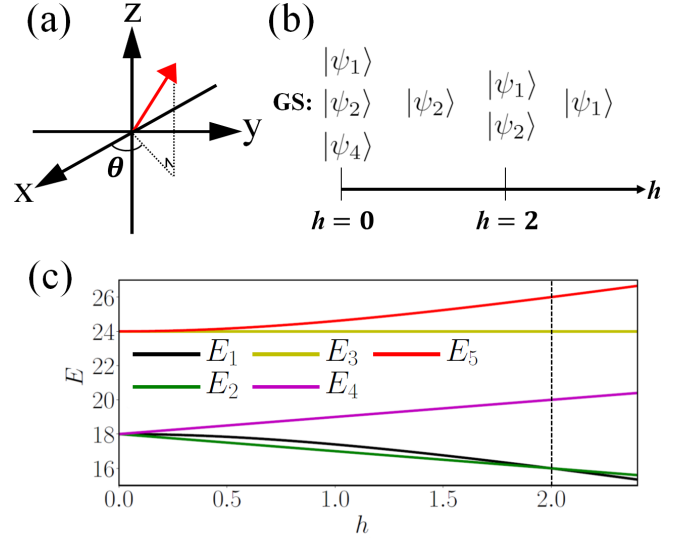 (a)
z
y
x
θ
(b)
|ψ₁⟩
GS: |ψ₂⟩ |ψ₂⟩ |ψ₁⟩ |ψ₁⟩
|ψ₂⟩
|ψ₄⟩
h
h = 0 h = 2
(c)
26
24
22
20
18
16
E
E₁ E₃ E₅
E₂ E₄
0.0 0.5 1.0 1.5 2.0
h